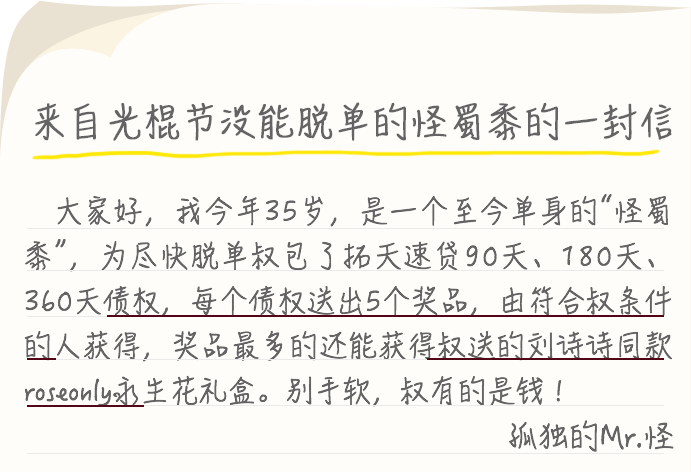 来自光棍节没能脱单的怪蜀黍的一封信
大家好，我今年35岁，是一个至今单身的“怪蜀
黍”，为尽快脱单叔包了拓天速贷90天、180天、
360天债权，每个债权送出5个奖品，由符合叔条件
的人获得，奖品最多的还能获得叔送的刘诗诗同款
roseonly永生花礼盒。别手软，叔有的是钱！
孤独的Mr.怪